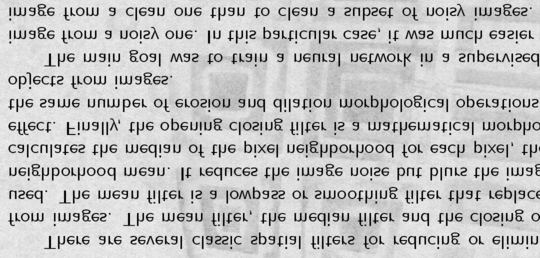 There are several classic spatial filters for reducing or elimin
from images. The mean filter, the median filter and the closing o
used. The mean filter is a lowpass or smoothing filter that replace
neighborhood mean. It reduces the image noise but blurs the imag
calculates the median of the pixel neighborhood for each pixel, the
effect. Finally, the opening closing filter is a mathematical morpho
the same number of erosion and dilation morphological operations
objects from images.
The main goal was to train a neural network in a supervised
image from a noisy one. In this particular case, it was much easier
image from a clean one than to clean a subset of noisy images.